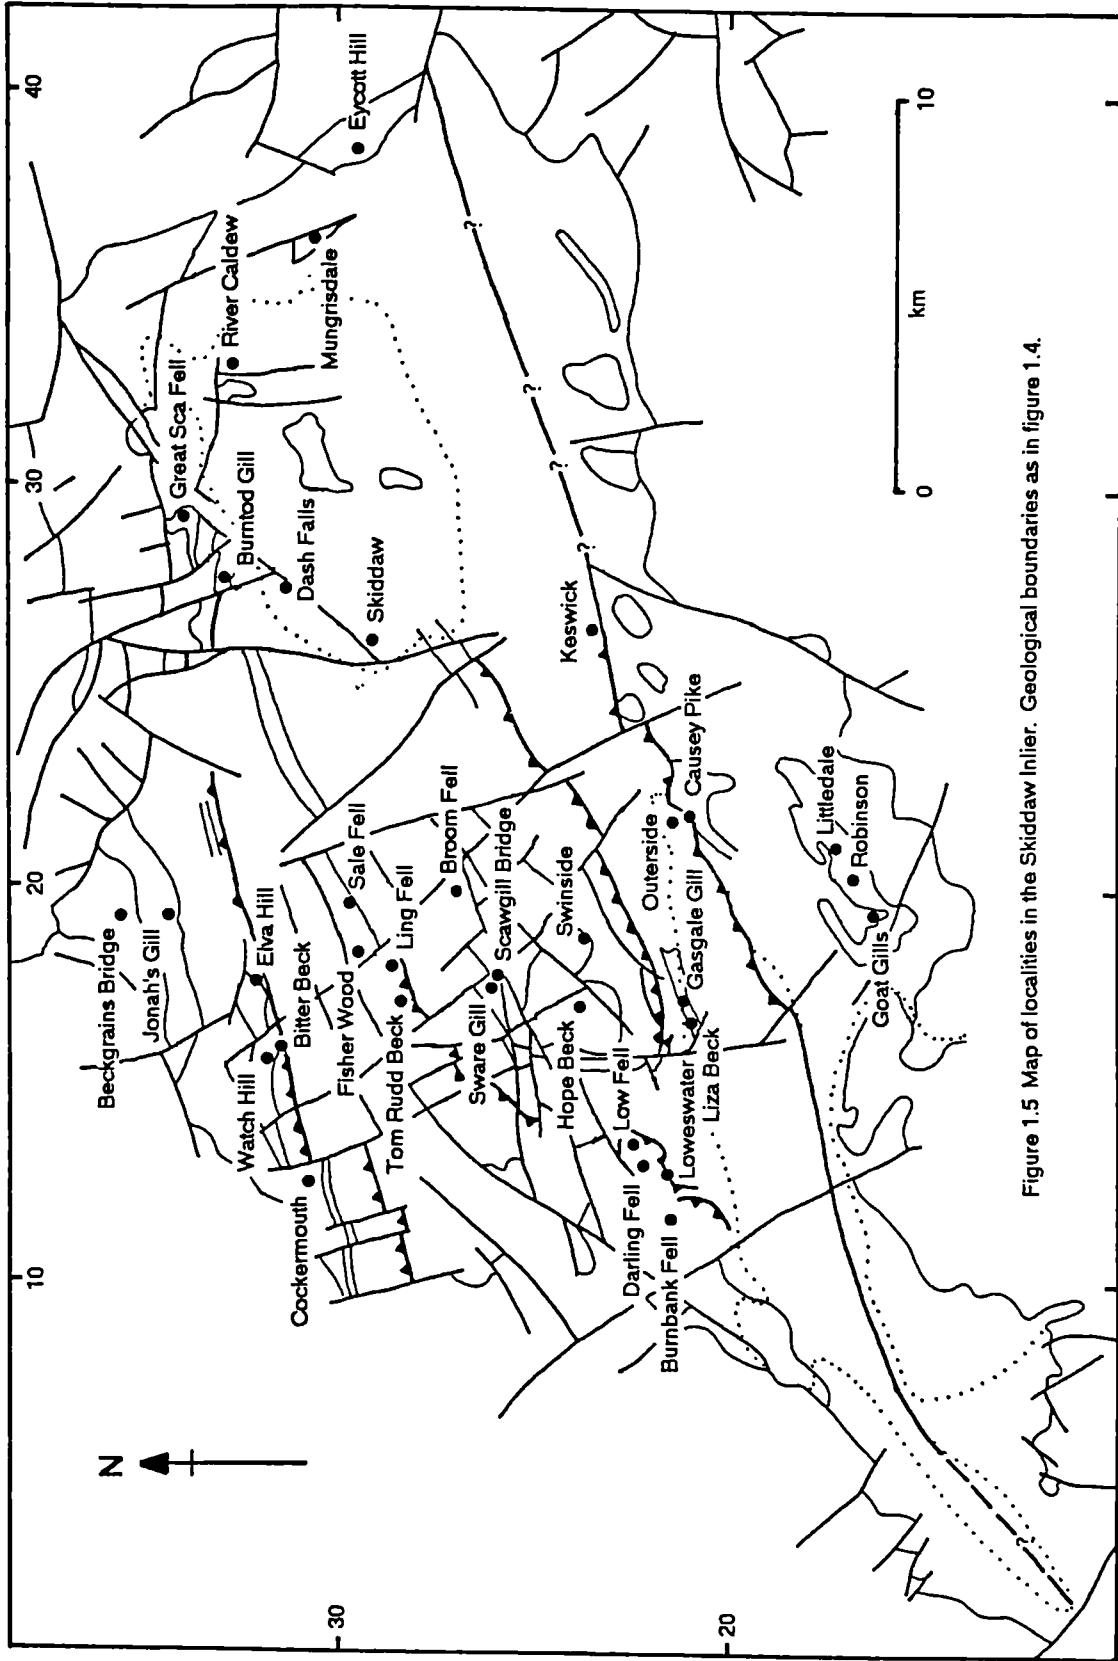 N
10
20
30
40
30
20
Beckgrains Bridge
Jonah's Gill
Great Sca Fell
River Caldew
Eycott Hill
Burntod Gill
Mungrisdale
Dash Falls
Skiddaw
Elva Hill
Bitter Beck
Watch Hill
Cockermouth
Sale Fell
Fisher Wood
Ling Fell
Tom Rudd Beck
Broom Fell
Scawgill Bridge
Sware Gill
Swinside
Hope Beck
Low Fell
Darling Fell
Loweswater
Burnbank Fell
Liza Beck
Gasgale Gill
Outerside
Causey Pike
Keswick
Littledale
Robinson
Goat Gills
?
?
?
?
?
0
km
10
Figure 1.5 Map of localities in the Skiddaw Inlier. Geological boundaries as in figure 1.4.